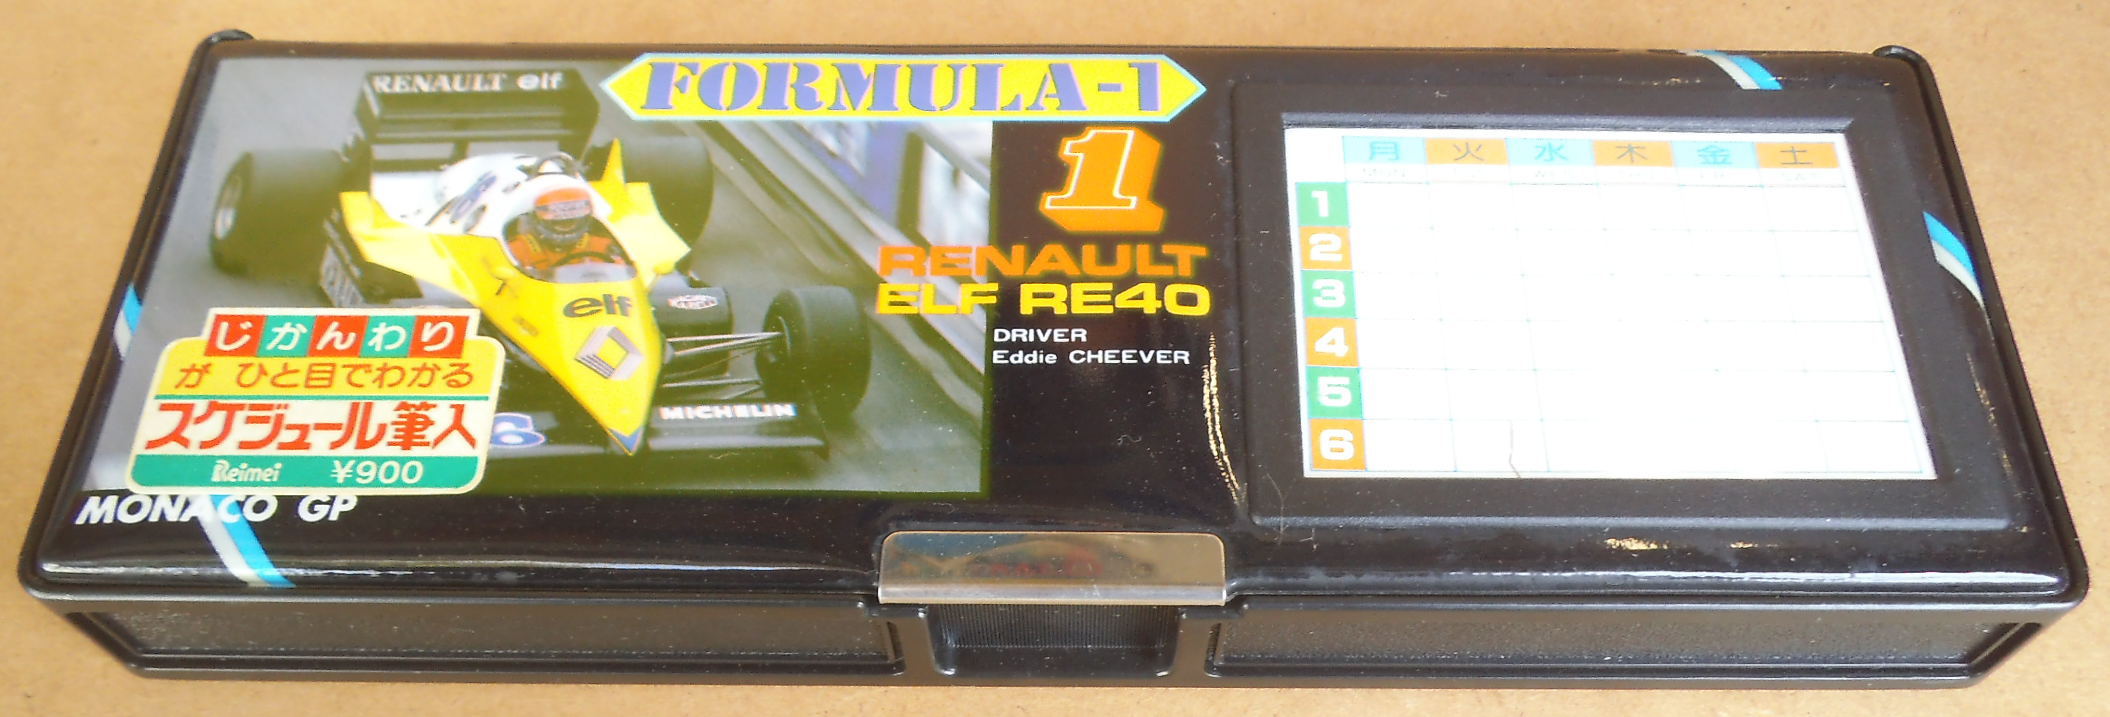 RENAULT elf
FORMULA-1
1
RENAULT
ELF RE40
DRIVER
Eddie CHEEVER
elf
MICHELIN
じかんわり
が ひと目でわかる
スケジュール筆入
Reimei ¥900
MONACO GP
月 火 水 木 金 土
MON
1
2
3
4
5
6